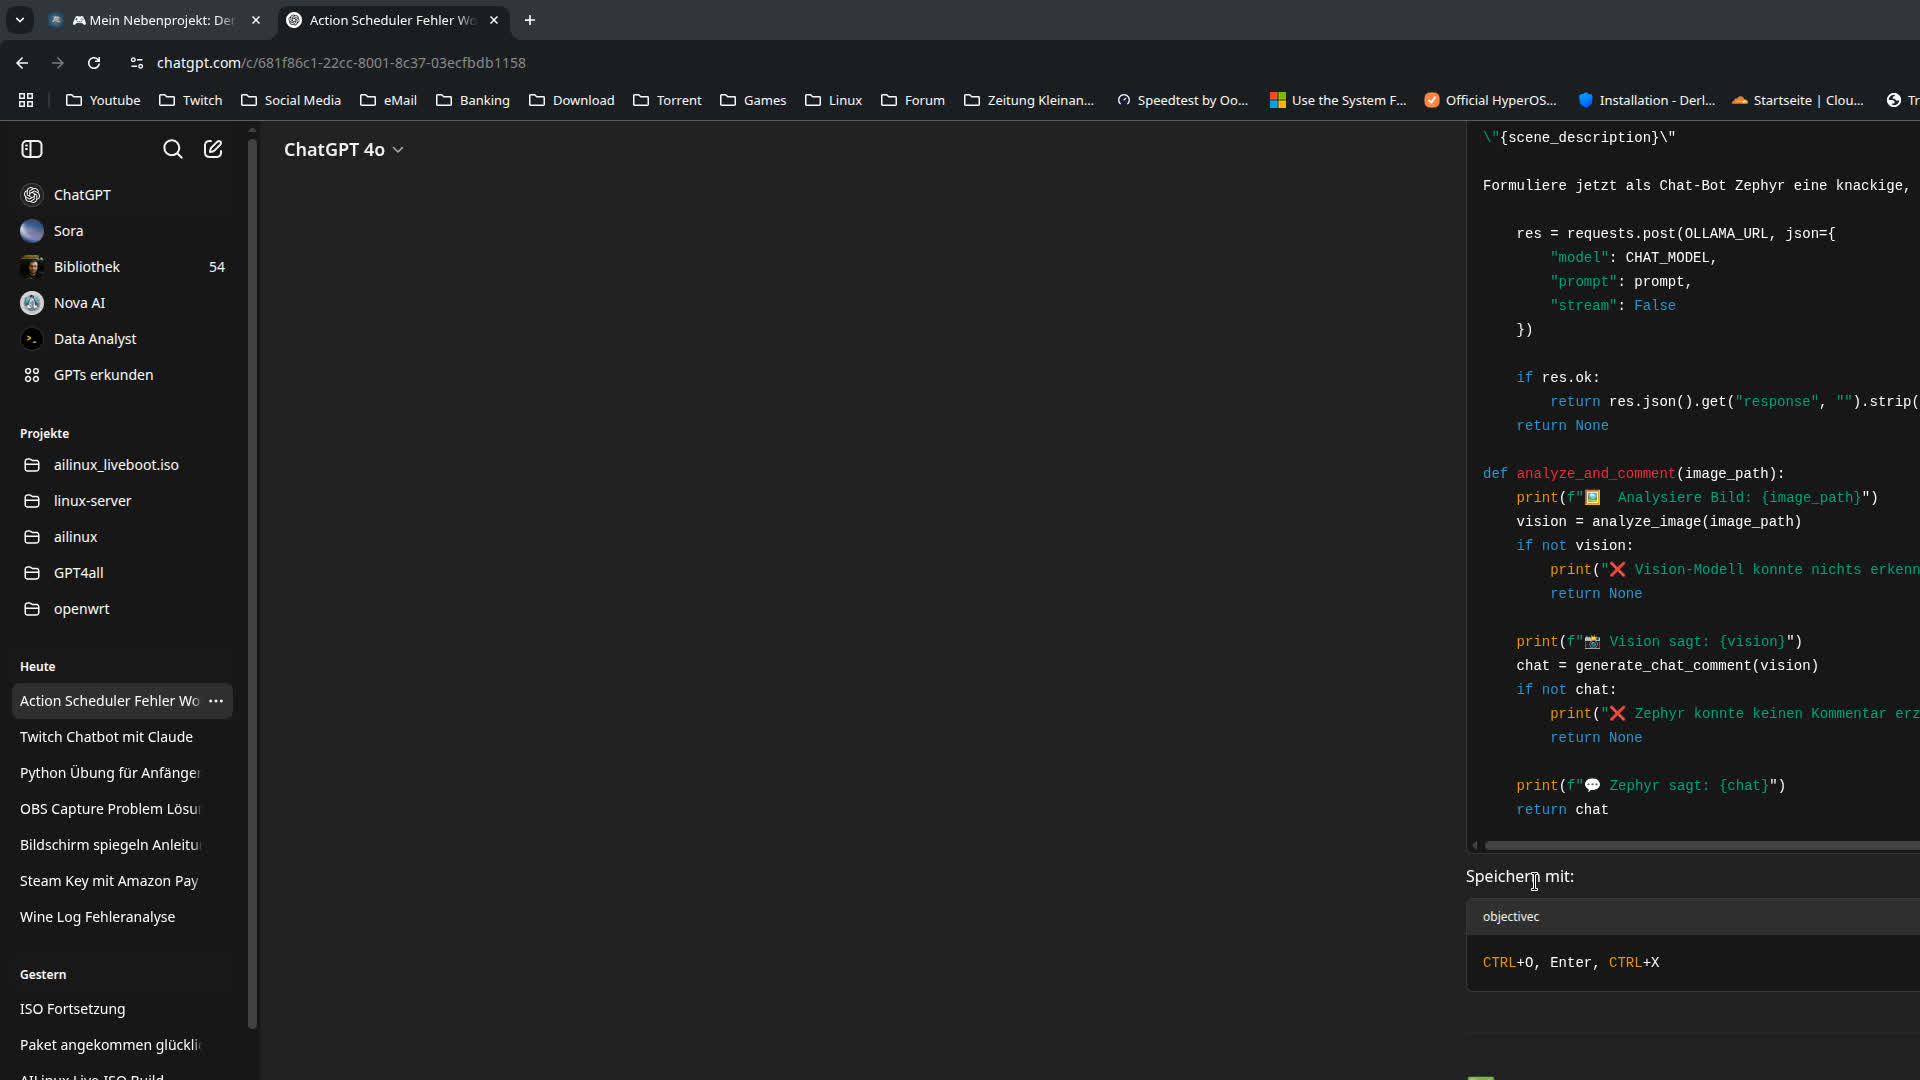 🎮 Mein Nebenprojekt: De
Action Scheduler Fehler Wo
chatgpt.com/c/681f86c1-22cc-8001-8c37-03ecfbdb1158
Youtube
Twitch
Social Media
eMail
Banking
Download
Torrent
Games
Linux
Forum
Zeitung Kleinan...
Speedtest by Oo...
Use the System F...
Official HyperOS...
Installation - Derl...
Startseite | Clou...
Tr
ChatGPT
Sora
Bibliothek 54
Nova AI
Data Analyst
GPTs erkunden
Projekte
ailinux_liveboot.iso
linux-server
ailinux
GPT4all
openwrt
Heute
Action Scheduler Fehler Wo
Twitch Chatbot mit Claude
Python Übung für Anfänger
OBS Capture Problem Lösu
Bildschirm spiegeln Anleitu
Steam Key mit Amazon Pay
Wine Log Fehleranalyse
Gestern
ISO Fortsetzung
Paket angekommen glückli
AILinux Live ISO Build
ChatGPT 4o
\"{scene_description}\"
Formuliere jetzt als Chat-Bot Zephyr eine knackige,
res = requests.post(OLLAMA_URL, json={
"model": CHAT_MODEL,
"prompt": prompt,
"stream": False
})
if res.ok:
return res.json().get("response", "").strip(
return None
def analyze_and_comment(image_path):
print(f"🖼️ Analysiere Bild: {image_path}")
vision = analyze_image(image_path)
if not vision:
print("❌ Vision-Modell konnte nichts erkenn
return None
print(f"📸 Vision sagt: {vision}")
chat = generate_chat_comment(vision)
if not chat:
print("❌ Zephyr konnte keinen Kommentar erz
return None
print(f"💬 Zephyr sagt: {chat}")
return chat
Speichern mit:
objectivec
CTRL+O, Enter, CTRL+X